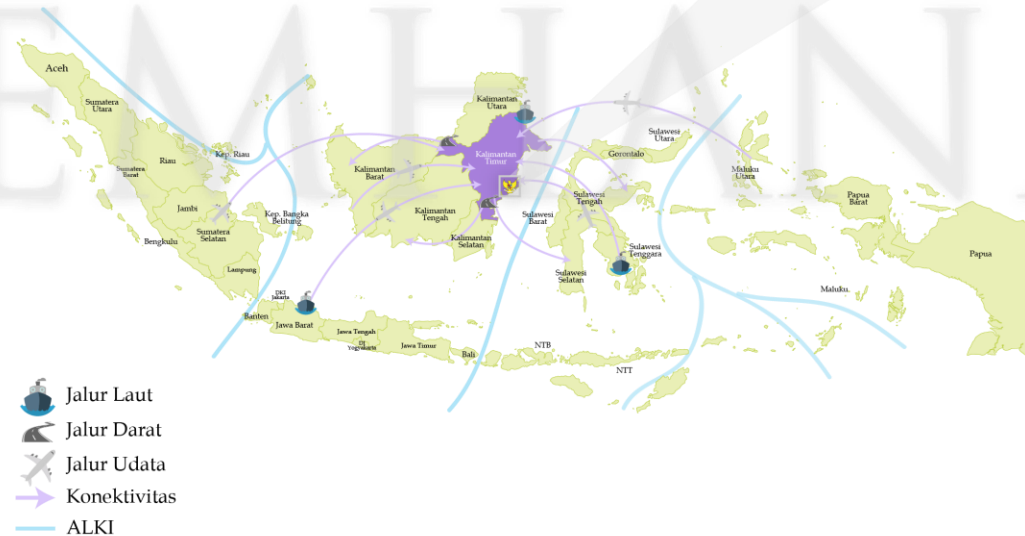 EMHAN
Aceh
Sumatera
Utara
Riau
Kep. Riau
Sumatera
Barat
Jambi
Sumatera
Selatan
Bengkulu
Kep. Bangka
Belitung
Lampung
DKI
Jakarta
Banten
Jawa Barat
Jawa Tengah
DI
Yogyakarta
Jawa Timur
Bali
NTB
NTT
Kalimantan
Utara
Kalimantan
Timur
Kalimantan
Barat
Kalimantan
Tengah
Kalimantan
Selatan
Sulawesi
Utara
Gorontalo
Sulawesi
Tengah
Sulawesi
Barat
Sulawesi
Tenggara
Sulawesi
Selatan
Maluku
Utara
Maluku
Papua
Barat
Papua
Jalur Laut
Jalur Darat
Jalur Udata
Konektivitas
ALKI